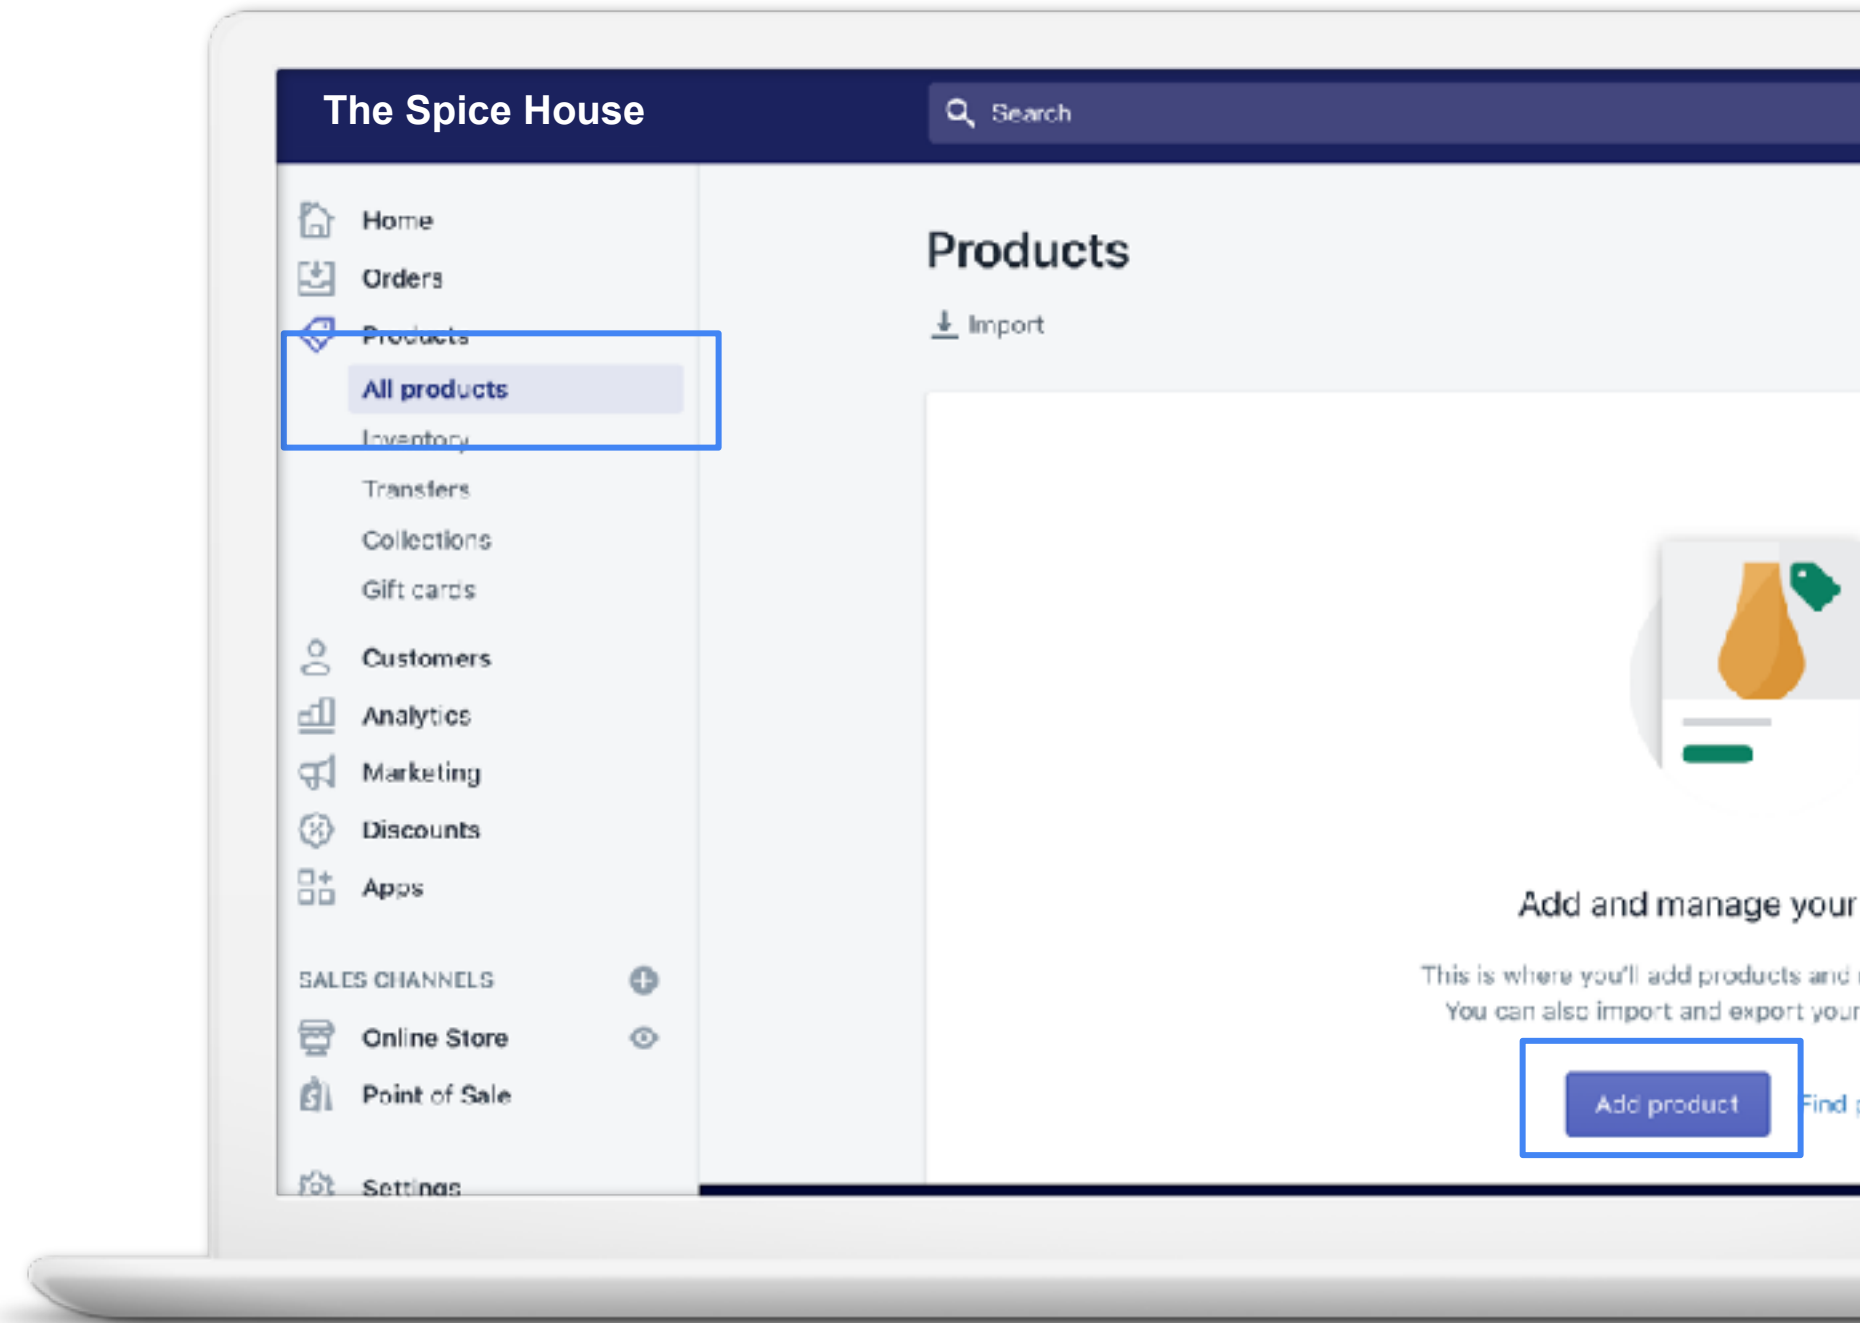 The Spice House
Search
Home
Orders
Products
All products
Inventory
Transfers
Collections
Gift cards
Customers
Analytics
Marketing
Discounts
Apps
SALES CHANNELS
Online Store
Point of Sale
Settings
Products
Import
Add and manage your
This is where you'll add products and
You can also import and export your
Add product
Find